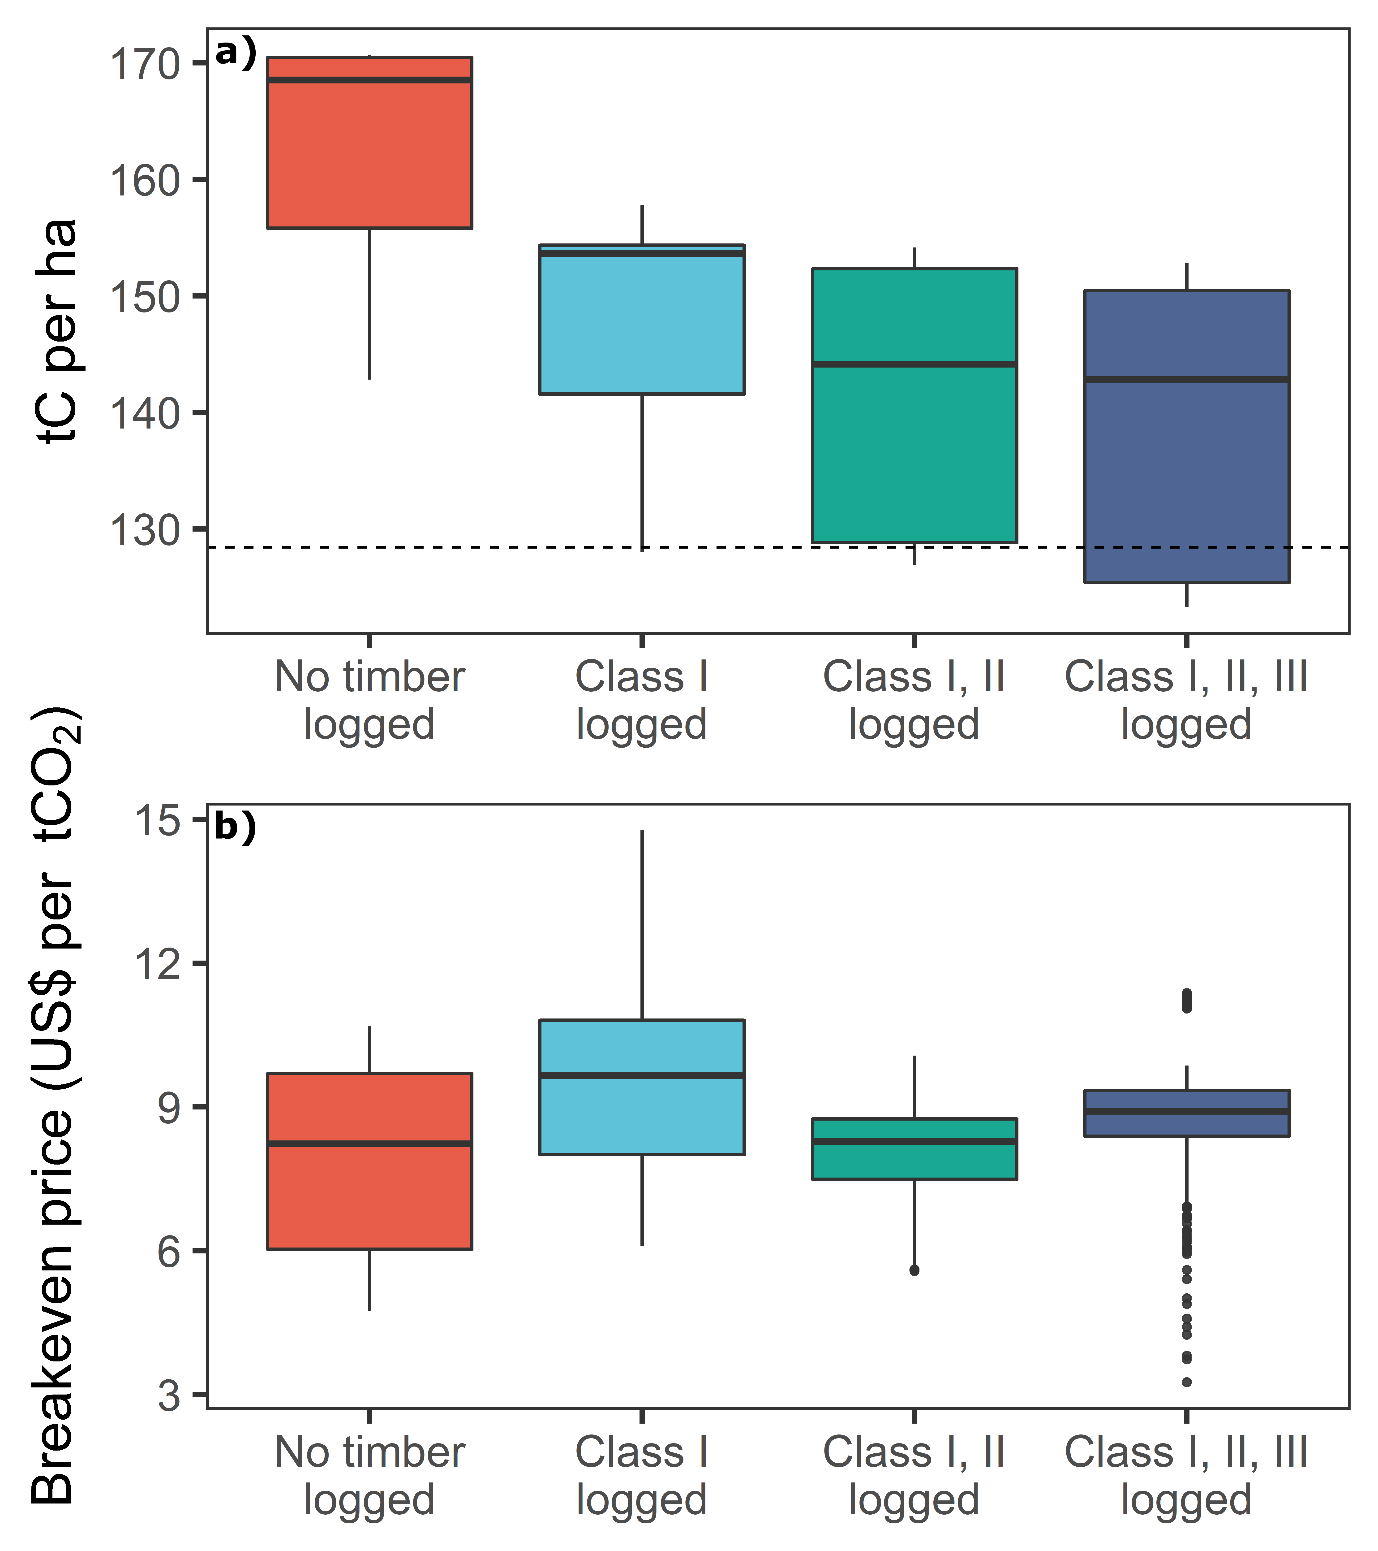 a)
170
160
150
140
130
tC per ha
No timber
logged
Class I
logged
Class I, II
logged
Class I, II, III
logged
b)
15
12
9
6
3
Breakeven price (US$ per tCO₂)
No timber
logged
Class I
logged
Class I, II
logged
Class I, II, III
logged